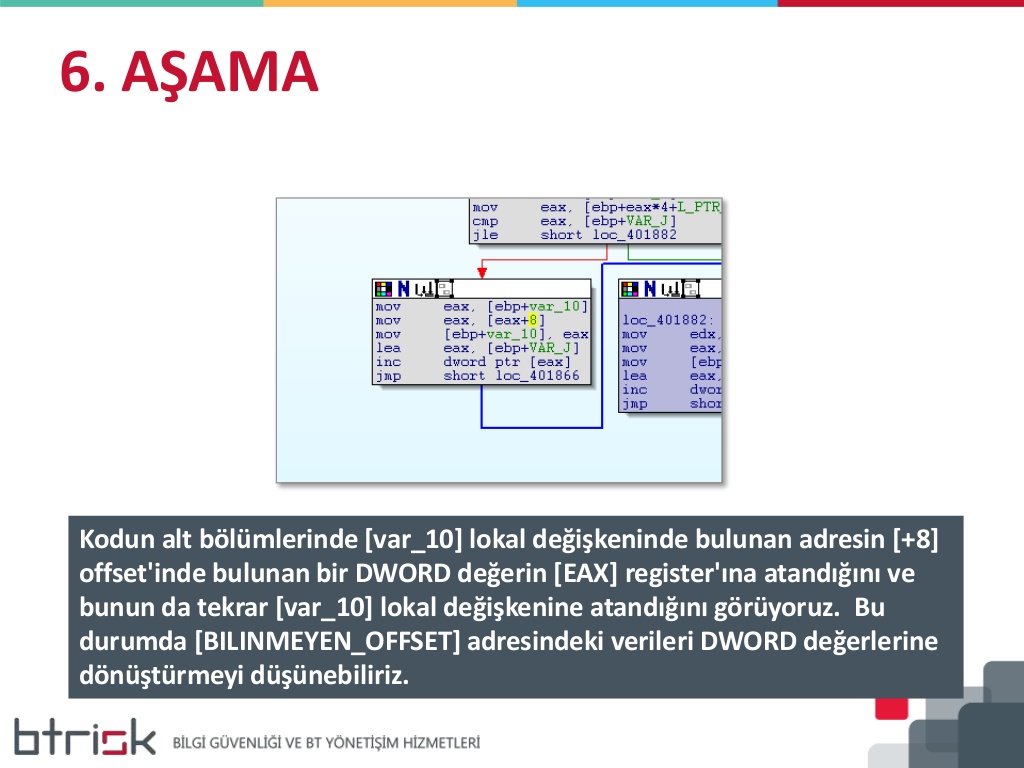 6. AŞAMA
mov eax, [ebp+eax*4+L_PTR
cmp eax, [ebp+VAR_J]
jle short loc_401882
mov eax, [ebp+var_10]
mov eax, [eax+8]
mov [ebp+var_10], eax
lea eax, [ebp+VAR_J]
inc dword ptr [eax]
jmp short loc_401866
loc_401882:
mov edx,
mov eax,
mov [ebp
lea eax,
inc dwor
jmp shor
Kodun alt bölümlerinde [var_10] lokal değişkeninde bulunan adresin [+8]
offset'inde bulunan bir DWORD değerin [EAX] register'ına atandığını ve
bunun da tekrar [var_10] lokal değişkenine atandığını görüyoruz. Bu
durumda [BILINMEYEN_OFFSET] adresindeki verileri DWORD değerlerine
dönüştürmeyi düşünebiliriz.
btrisk BİLGİ GÜVENLİĞİ VE BT YÖNETİŞİM HİZMETLERİ